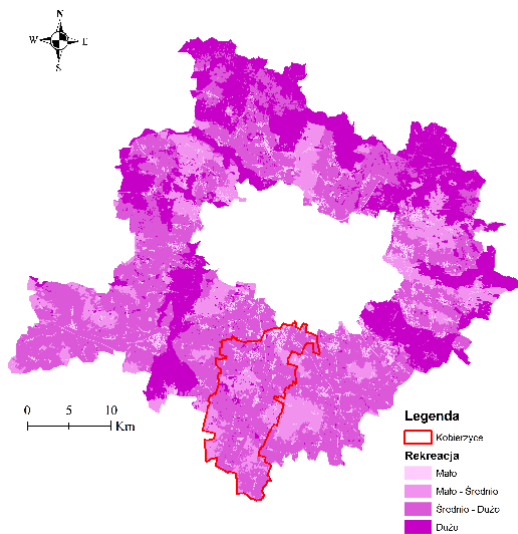 N
W E
S
0 5 10
Km
Legenda
Kobierzyce
Rekreacja
Mało
Mało - Średnio
Średnio - Dużo
Dużo